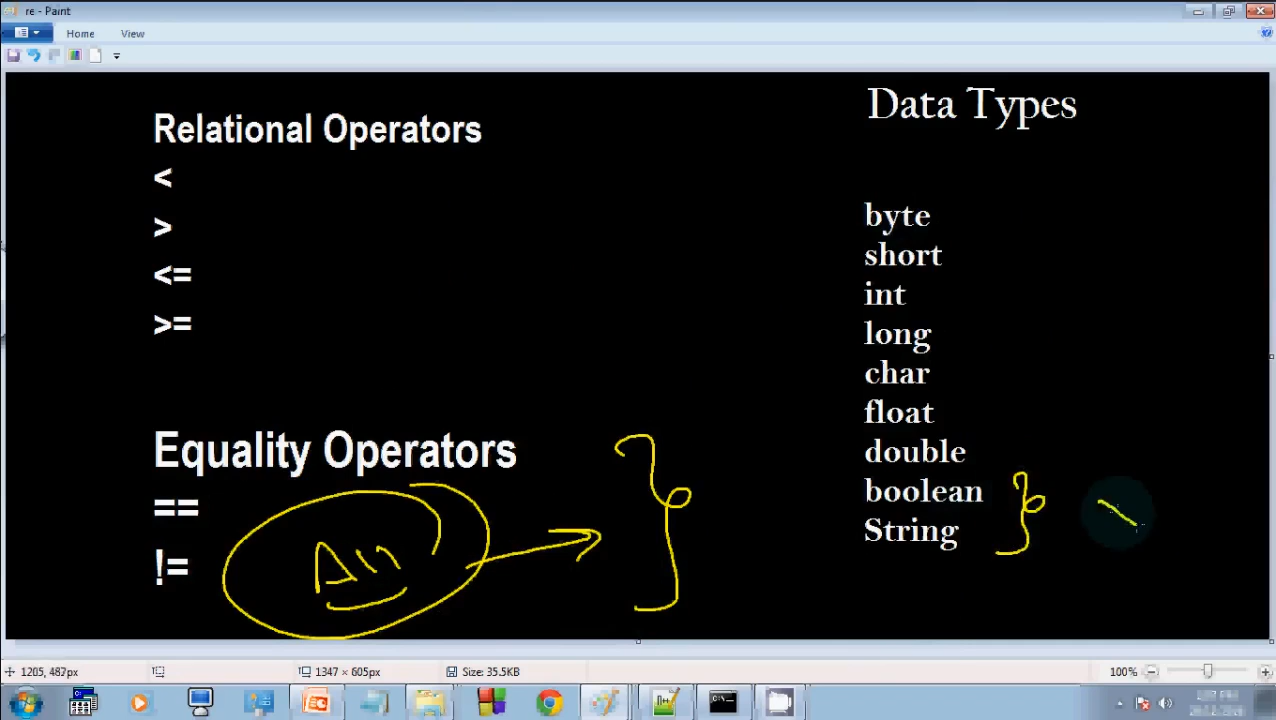 re - Paint
Home
View
Relational Operators
<
>
<=
>=
Equality Operators
==
!=
All
Data Types
byte
short
int
long
char
float
double
boolean
String
1205, 487px
1347 × 605px
Size: 35.5KB
100%